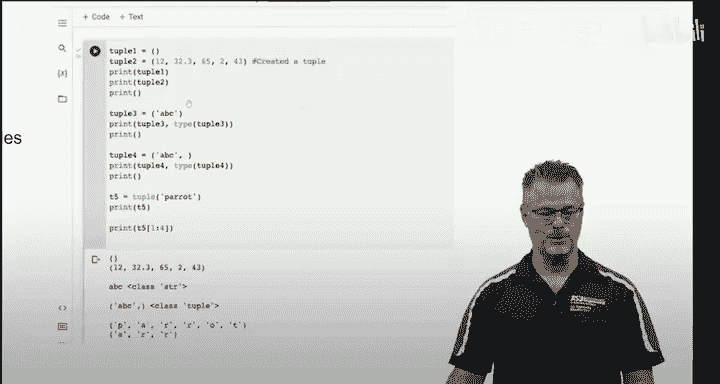 + Code + Text
tuple1 = ()
tuple2 = (12, 32.3, 65, 2, 43) #Created a tuple
print(tuple1)
print(tuple2)
print()
tuple3 = ('abc')
print(tuple3, type(tuple3))
print()
tuple4 = ('abc', )
print(tuple4, type(tuple4))
print()
t5 = tuple('parrot')
print(t5)
print(t5[1:4])
es
()
(12, 32.3, 65, 2, 43)
abc <class 'str'>
('abc',) <class 'tuple'>
('p', 'a', 'r', 'r', 'o', 't')
('a', 'r', 'r')